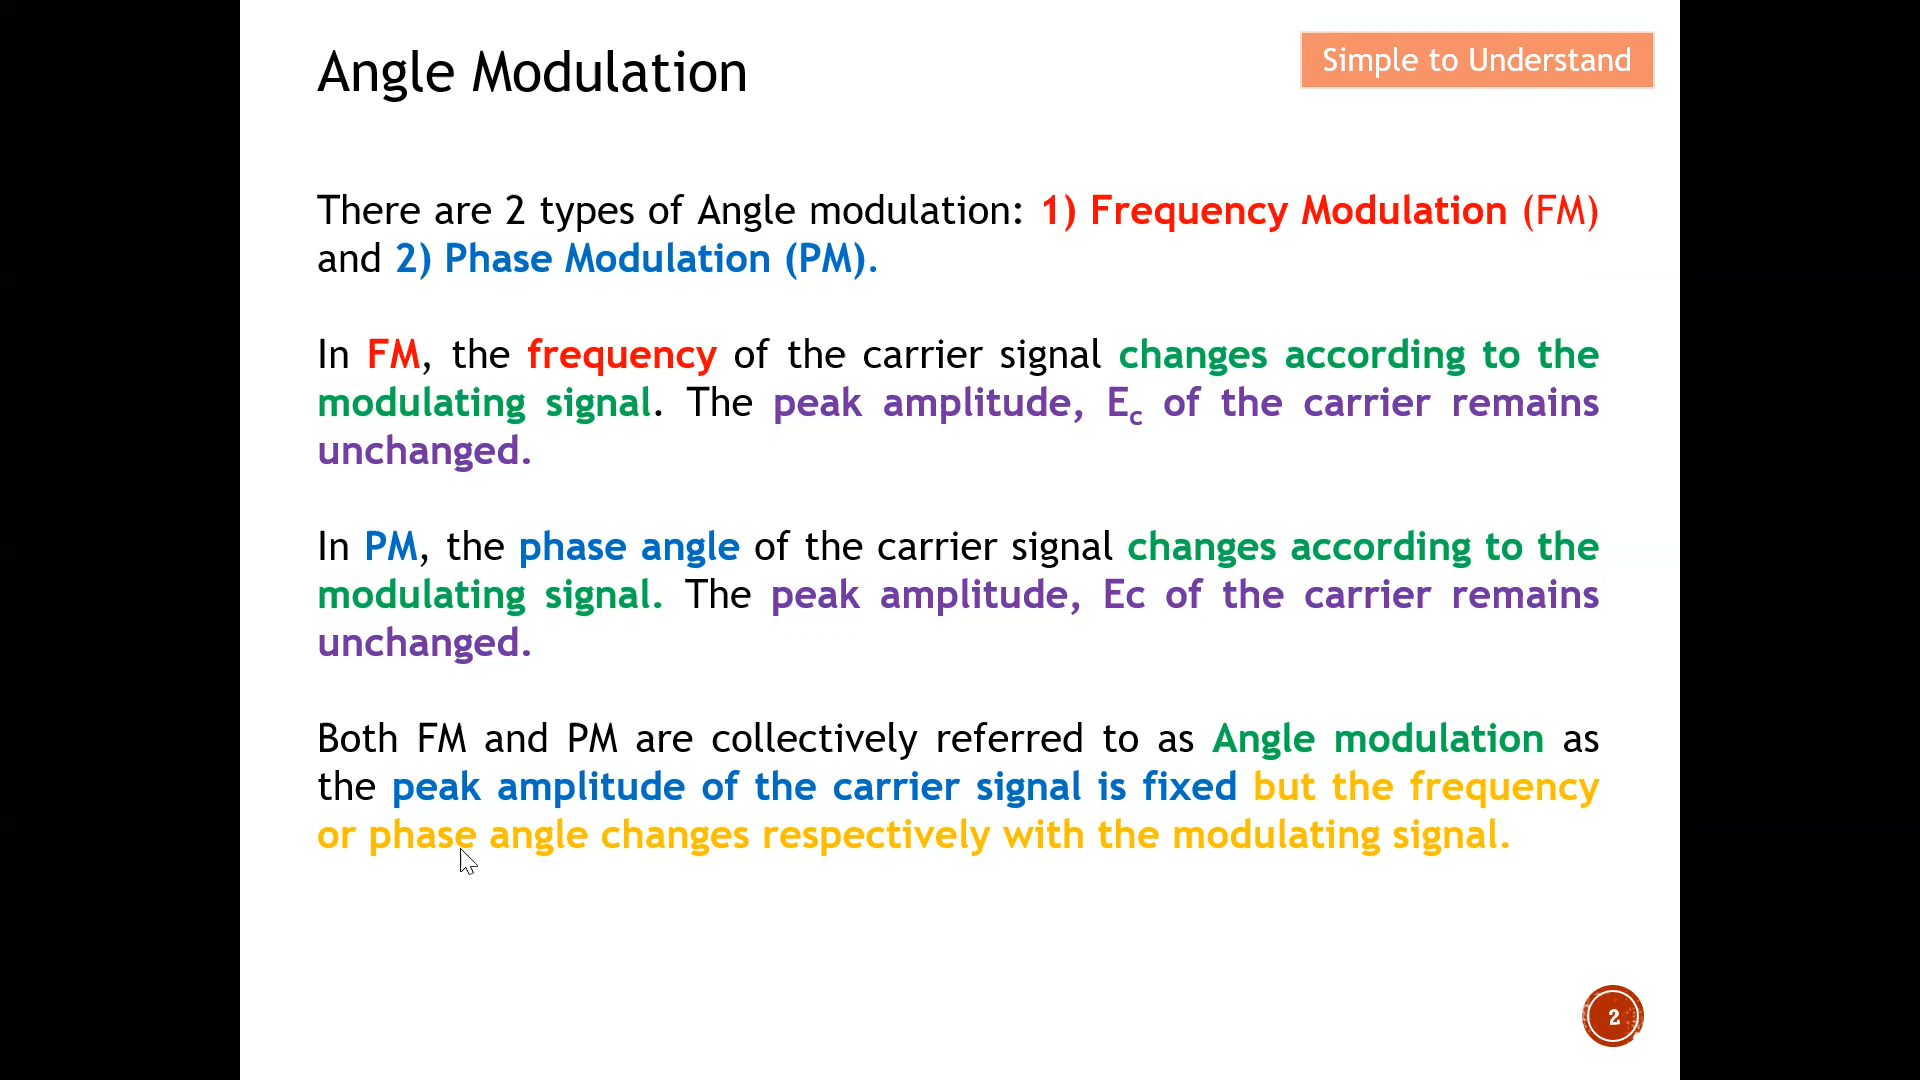 Angle Modulation
Simple to Understand
There are 2 types of Angle modulation: 1) Frequency Modulation (FM)
and 2) Phase Modulation (PM).
In FM, the frequency of the carrier signal changes according to the
modulating signal. The peak amplitude, Ec of the carrier remains
unchanged.
In PM, the phase angle of the carrier signal changes according to the
modulating signal. The peak amplitude, Ec of the carrier remains
unchanged.
Both FM and PM are collectively referred to as Angle modulation as
the peak amplitude of the carrier signal is fixed but the frequency
or phase angle changes respectively with the modulating signal.
2